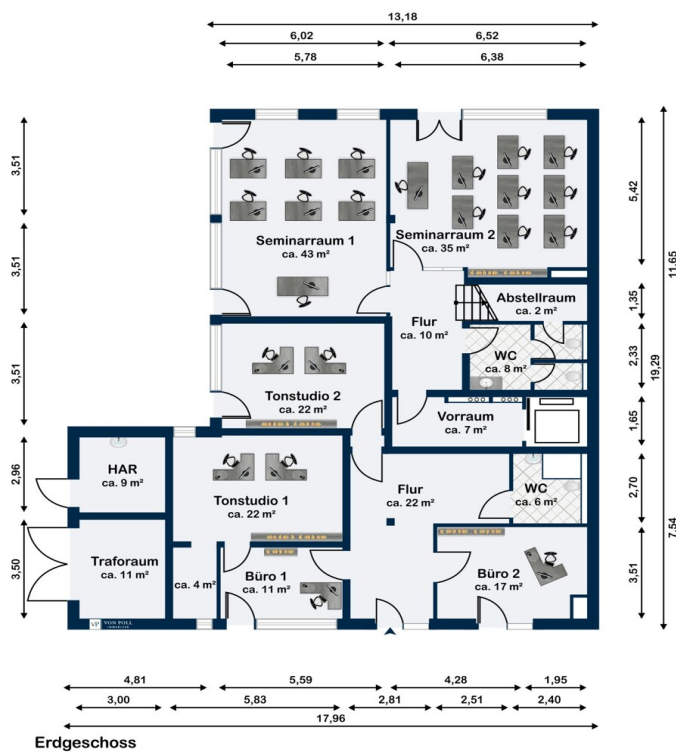 13,18
6,02
6,52
5,78
6,38
3,51
3,51
3,51
2,96
3,50
5,42
1,35
2,33
1,65
2,70
3,51
11,65
19,29
7,54
Seminarraum 1
ca. 43 m²
Seminarraum 2
ca. 35 m²
Abstellraum
ca. 2 m²
Flur
ca. 10 m²
WC
ca. 8 m²
Tonstudio 2
ca. 22 m²
Vorraum
ca. 7 m²
HAR
ca. 9 m²
Tonstudio 1
ca. 22 m²
Flur
ca. 22 m²
WC
ca. 6 m²
Traforaum
ca. 11 m²
ca. 4 m²
Büro 1
ca. 11 m²
Büro 2
ca. 17 m²
VP VON POLL
IMMOBILIEN
4,81
5,59
4,28
1,95
3,00
5,83
2,81
2,51
2,40
17,96
Erdgeschoss